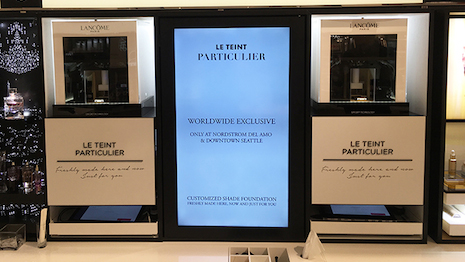 LANCÔME
PARIS
LE TEINT
PARTICULIER
Freshly made here and now
Just for you
LE TEINT
PARTICULIER
WORLDWIDE EXCLUSIVE
ONLY AT NORDSTROM DEL AMO
& DOWNTOWN SEATTLE
CUSTOMIZED SHADE FOUNDATION
FRESHLY MADE HERE, NOW AND JUST FOR YOU
LANCÔME
PARIS
LE TEINT
PARTICULIER
Freshly made here and now
Just for you